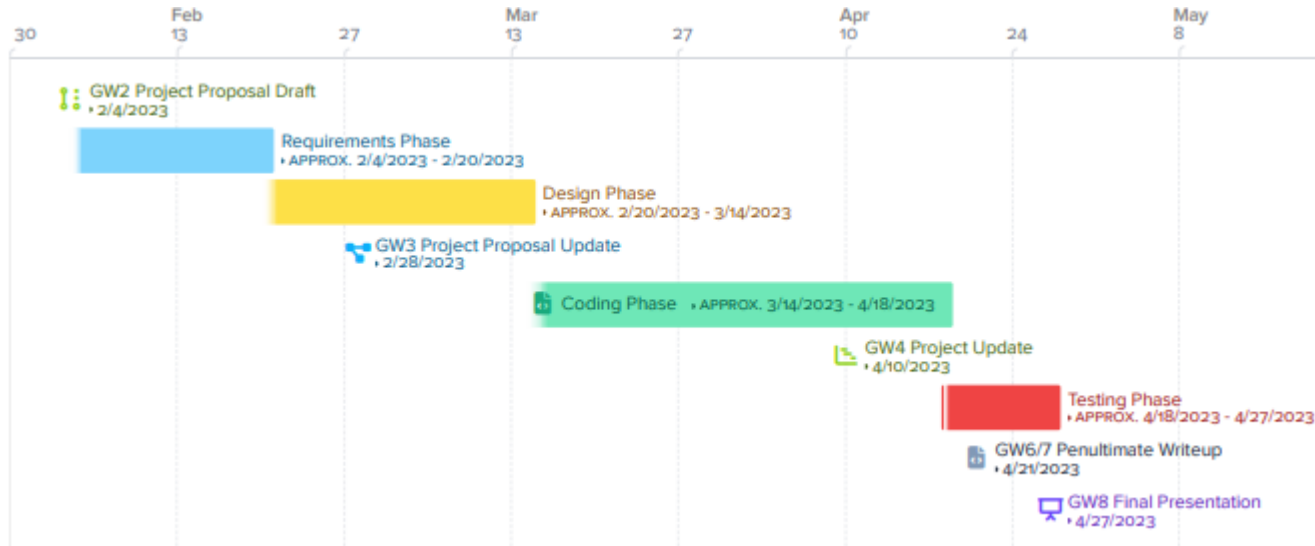 Feb Mar Apr May
30 13 27 13 27 10 24 8
GW2 Project Proposal Draft
2/4/2023
Requirements Phase
APPROX. 2/4/2023 - 2/20/2023
Design Phase
APPROX. 2/20/2023 - 3/14/2023
GW3 Project Proposal Update
2/28/2023
Coding Phase APPROX. 3/14/2023 - 4/18/2023
GW4 Project Update
4/10/2023
Testing Phase
APPROX. 4/18/2023 - 4/27/2023
GW6/7 Penultimate Writeup
4/21/2023
GW8 Final Presentation
4/27/2023